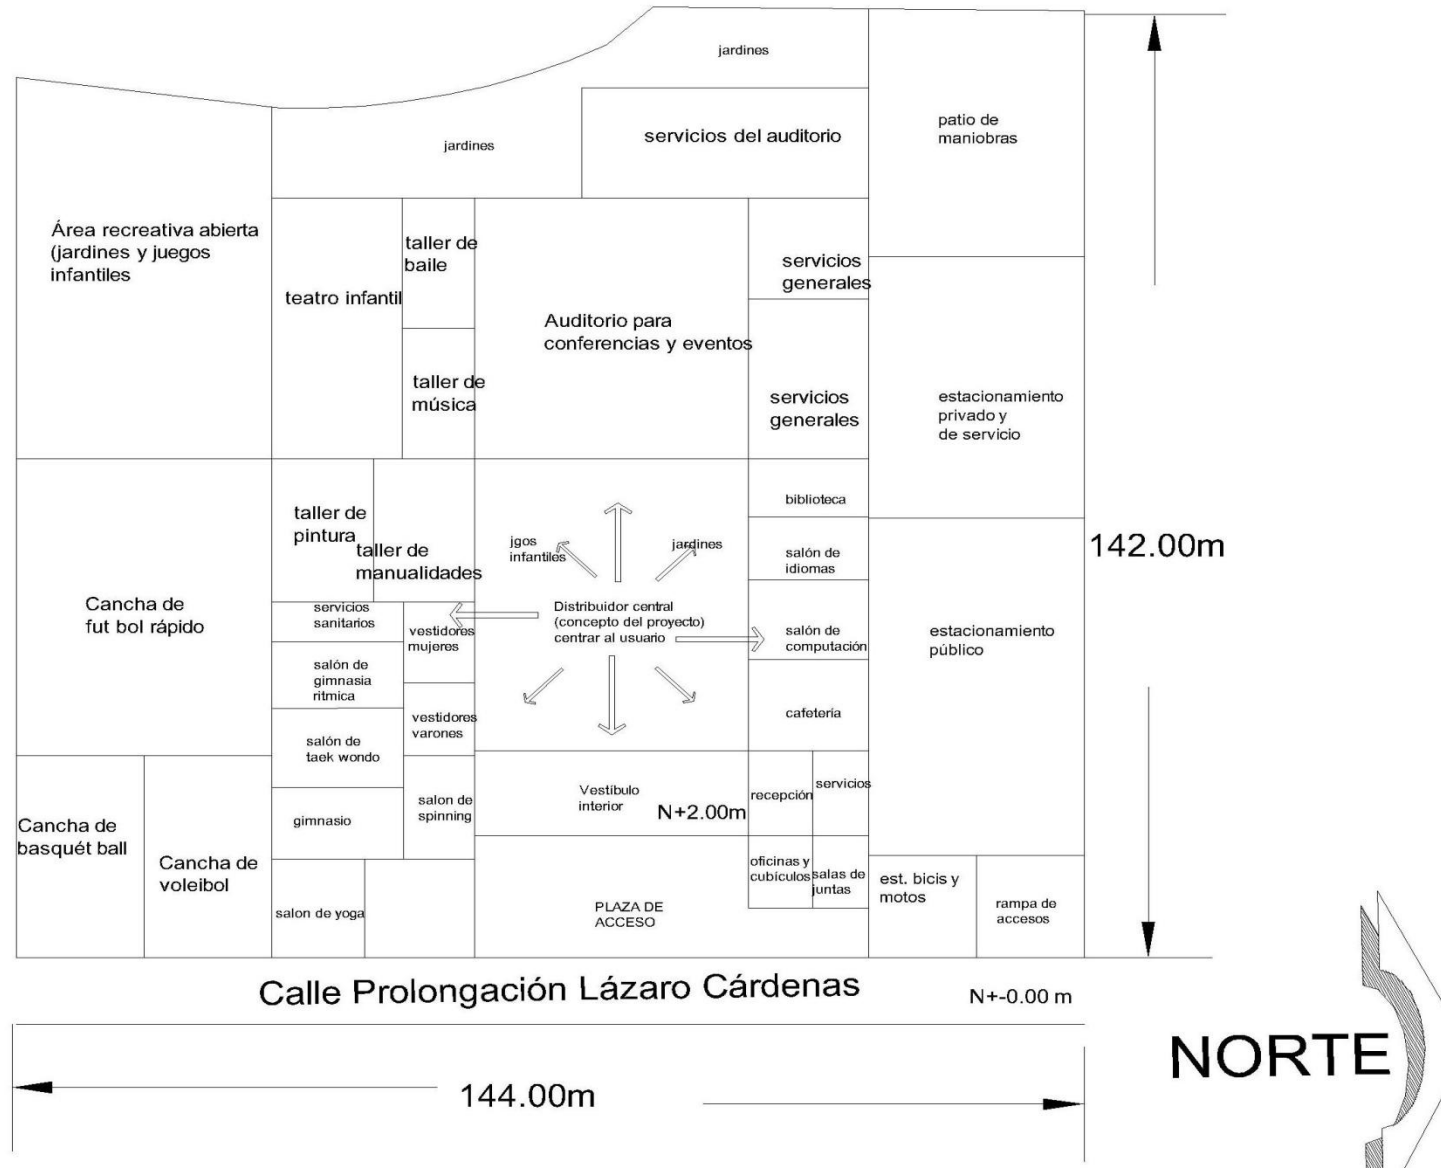 jardines
patio de
maniobras
servicios del auditorio
jardines
Área recreativa abierta
(jardines y juegos
infantiles
taller de
baile
servicios
generales
teatro infantil
Auditorio para
conferencias y eventos
taller de
música
servicios
generales
estacionamiento
privado y
de servicio
biblioteca
taller de
pintura
taller de
manualidades
jgos
infantiles
jardines
salón de
idiomas
142.00m
Cancha de
fut bol rápido
servicios
sanitarios
vestidores
mujeres
Distribuidor central
(concepto del proyecto)
centrar al usuario
salón de
computación
estacionamiento
público
salón de
gimnasia
ritmica
vestidores
varones
cafetería
salón de
taek wondo
Vestíbulo
interior
N+2.00m
recepción
servicios
salon de
spinning
gimnasio
Cancha de
basquét ball
Cancha de
voleibol
oficinas y
cubículos
salas de
juntas
est. bicis y
motos
rampa de
accesos
salon de yoga
PLAZA DE
ACCESO
Calle Prolongación Lázaro Cárdenas
N+-0.00 m
NORTE
144.00m